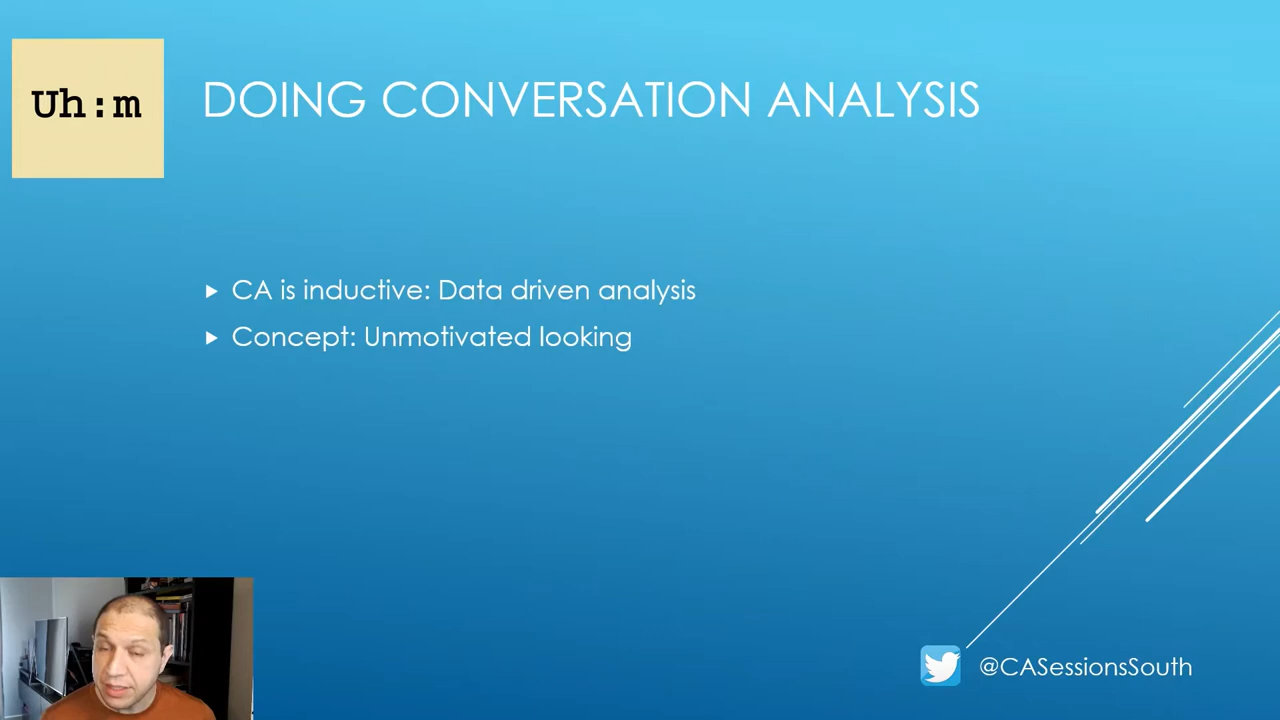 Uh:m
DOING CONVERSATION ANALYSIS
CA is inductive: Data driven analysis
Concept: Unmotivated looking
@CASessionsSouth